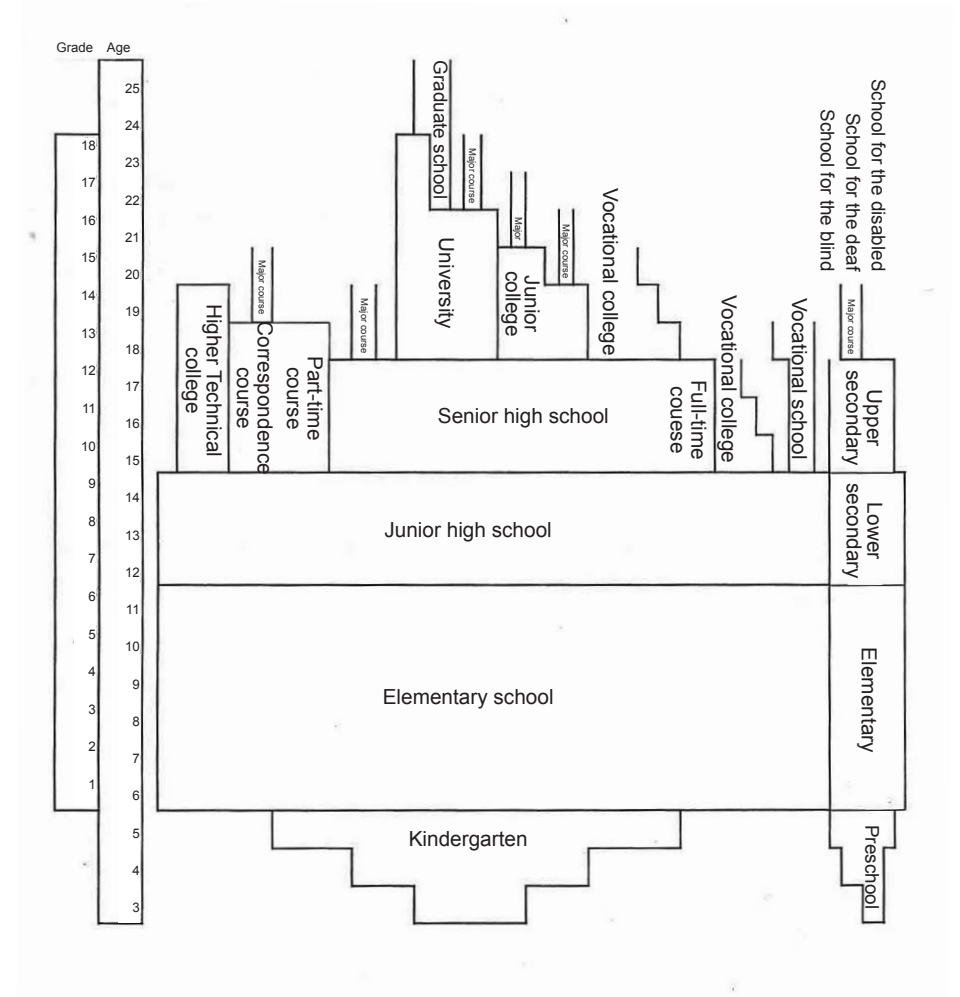 Grade
Age
25
24
23
22
21
20
19
18
17
16
15
14
13
12
11
10
9
8
7
6
5
4
3
18
17
16
15
14
13
12
11
10
9
8
7
6
5
4
3
2
1
Graduate school
Major course
Major
Major course
University
Junior
college
Vocational college
School for the disabled
School for the deaf
School for the blind
Major course
Major course
Major course
Higher Technical
college
Correspondence
course
Part-time
course
Senior high school
Full-time
couese
Vocational college
Vocational school
Upper
secondary
Junior high school
Lower
secondary
Elementary school
Elementary
Kindergarten
Preschool